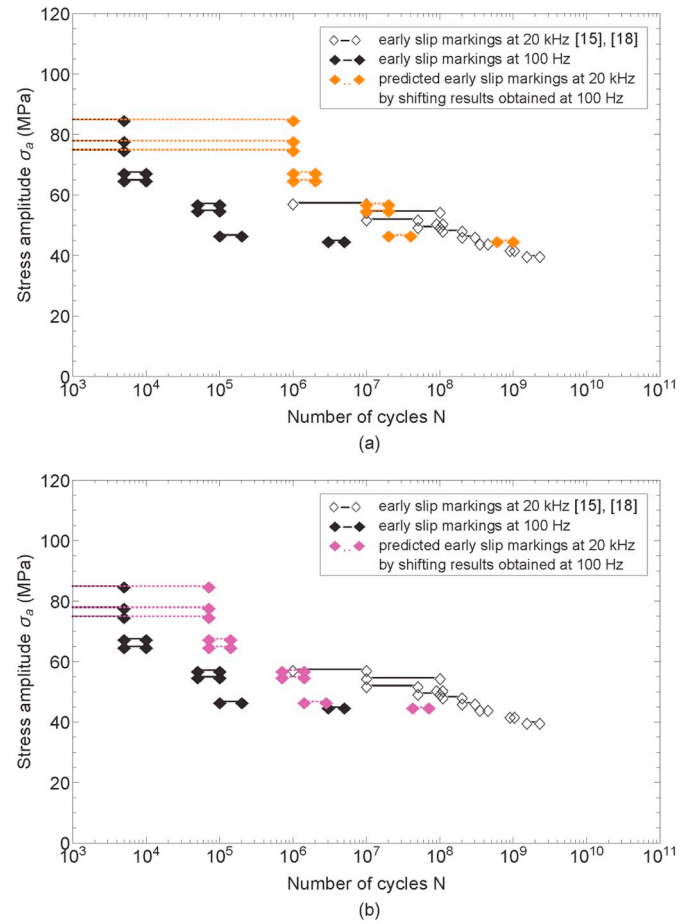 120
100
80
60
40
20
0
Stress amplitude σa (MPa)
early slip markings at 20 kHz [15], [18]
early slip markings at 100 Hz
predicted early slip markings at 20 kHz
by shifting results obtained at 100 Hz
10³ 10⁴ 10⁵ 10⁶ 10⁷ 10⁸ 10⁹ 10¹⁰ 10¹¹
Number of cycles N
(a)
120
100
80
60
40
20
0
Stress amplitude σa (MPa)
early slip markings at 20 kHz [15], [18]
early slip markings at 100 Hz
predicted early slip markings at 20 kHz
by shifting results obtained at 100 Hz
10³ 10⁴ 10⁵ 10⁶ 10⁷ 10⁸ 10⁹ 10¹⁰ 10¹¹
Number of cycles N
(b)